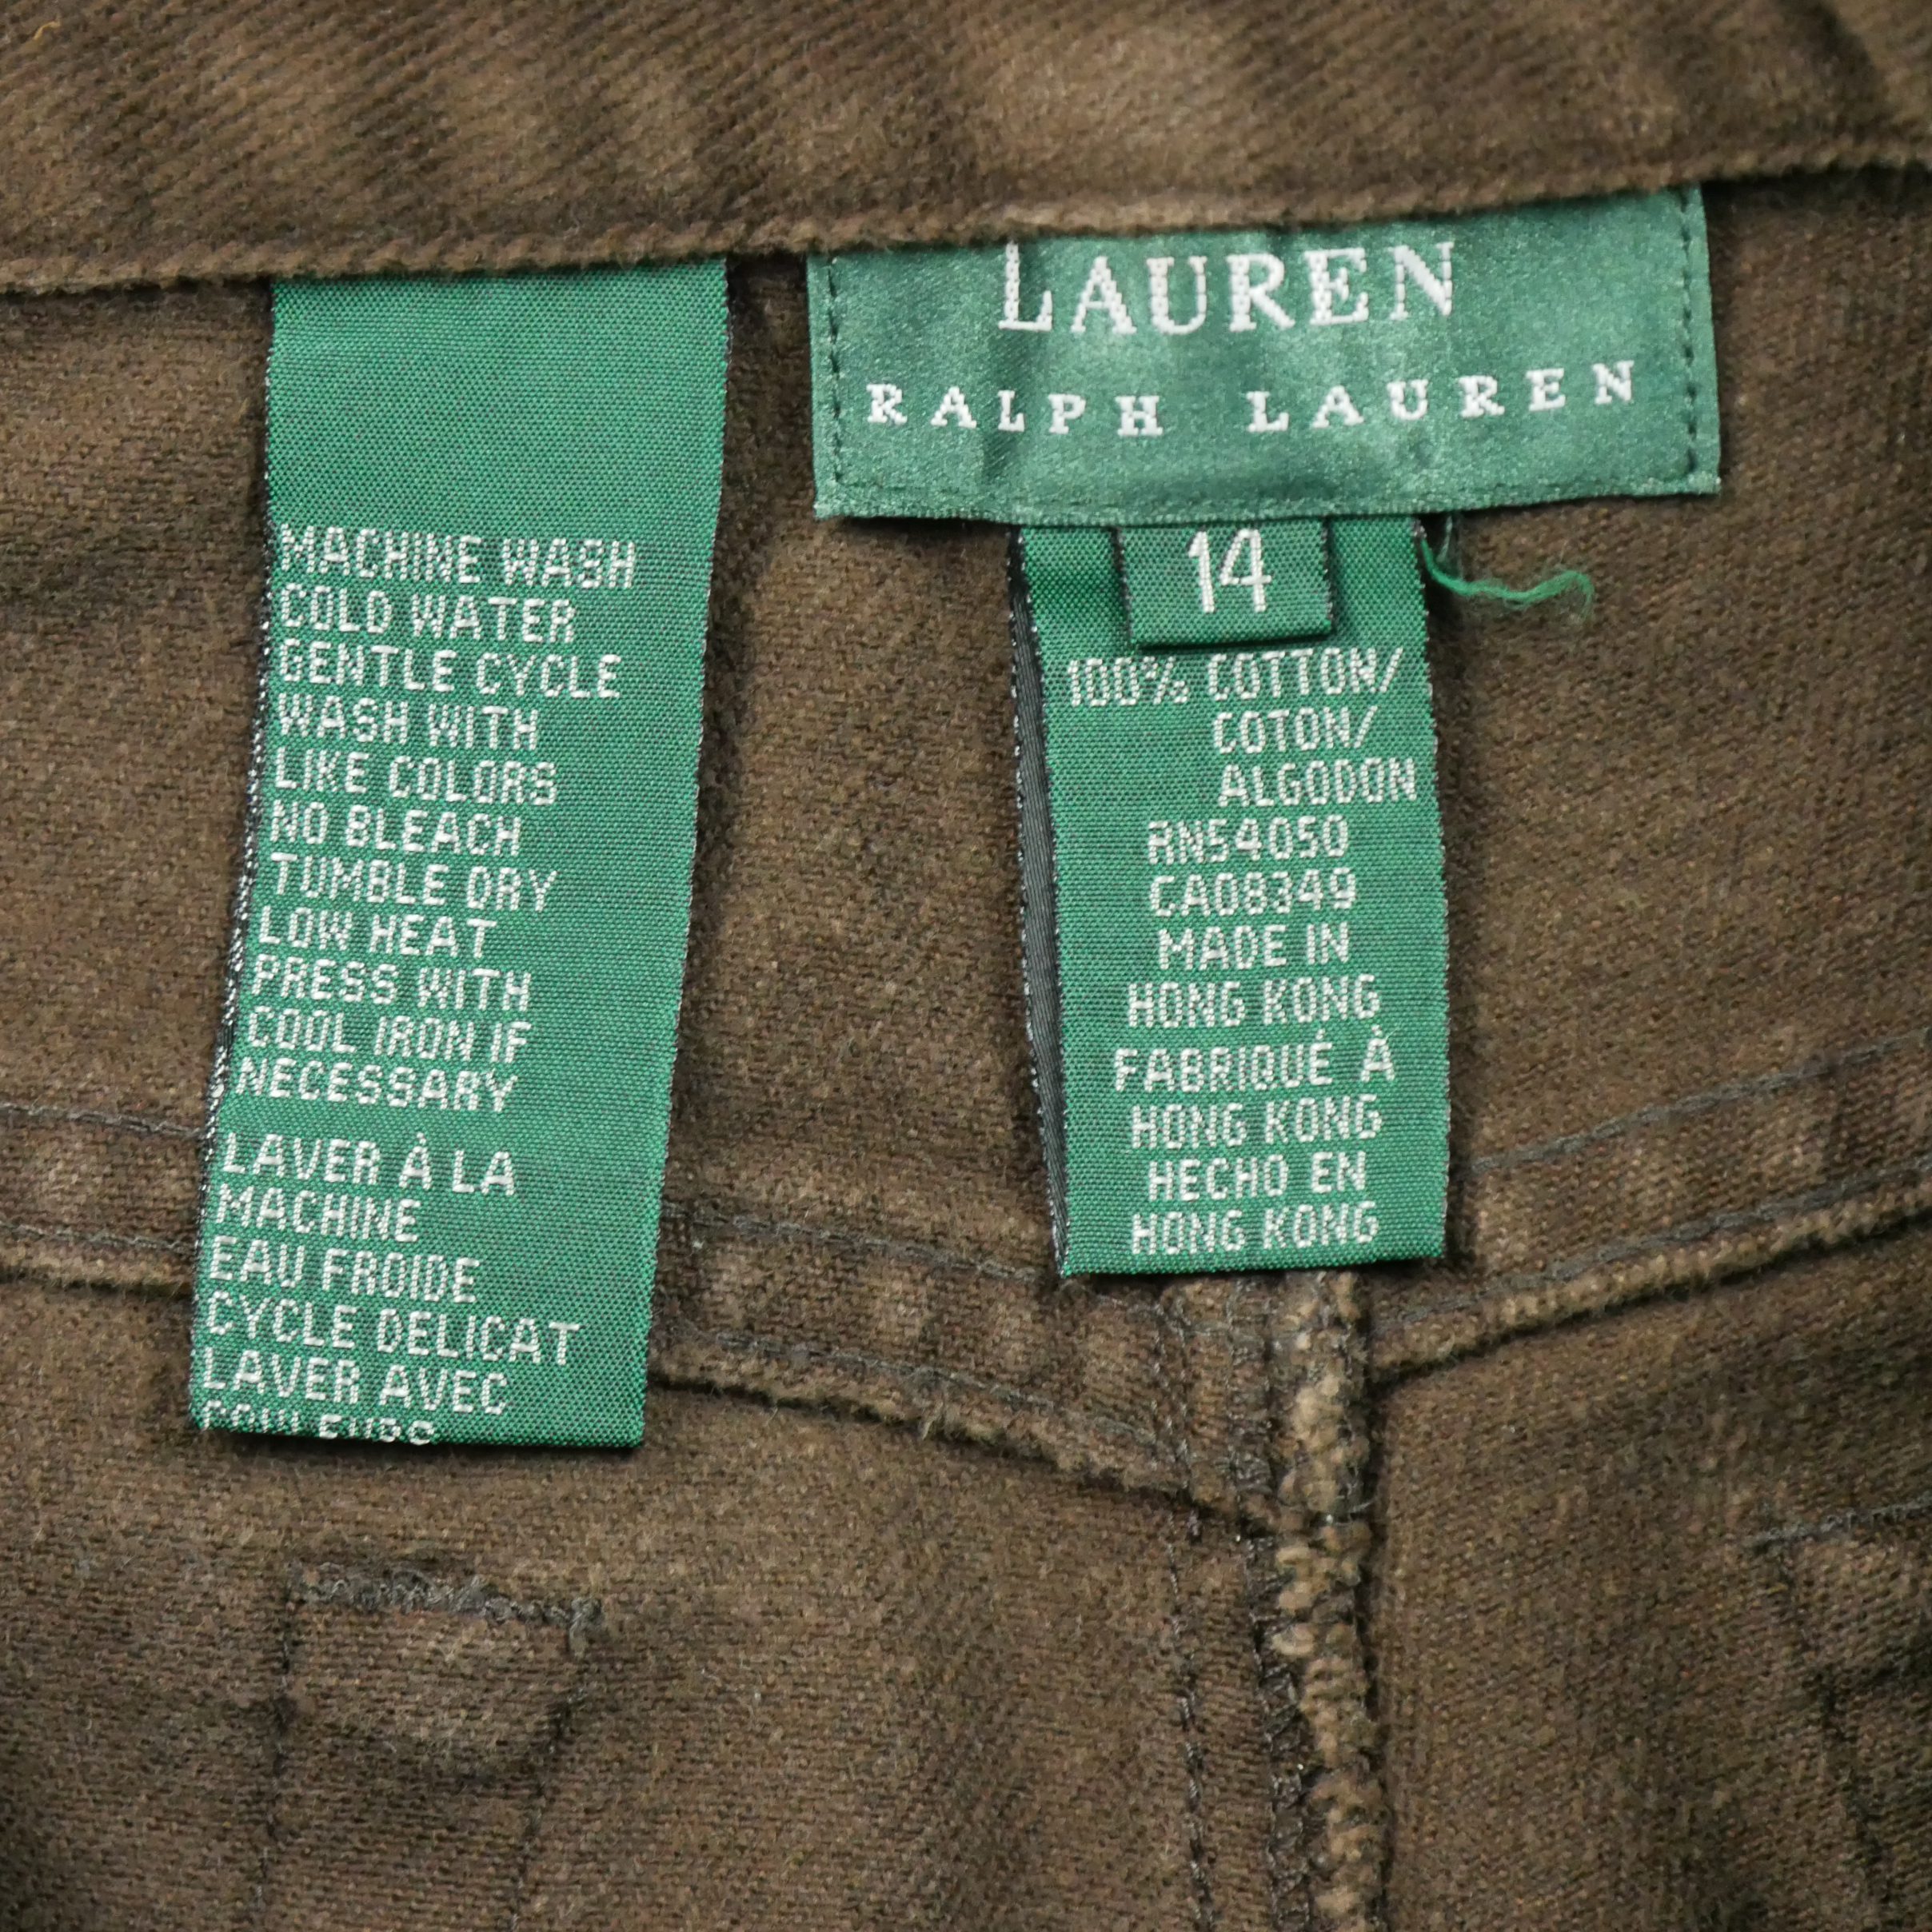 MACHINE WASH
COLD WATER
GENTLE CYCLE
WASH WITH
LIKE COLORS
NO BLEACH
TUMBLE DRY
LOW HEAT
PRESS WITH
COOL IRON IF
NECESSARY
LAVER À LA
MACHINE
EAU FROIDE
CYCLE DELICAT
LAVER AVEC
COULEURS
LAUREN
RALPH LAUREN
14
100% COTTON/
COTON/
ALGODON
RN54050
CA08349
MADE IN
HONG KONG
FABRIQUÉ À
HONG KONG
HECHO EN
HONG KONG